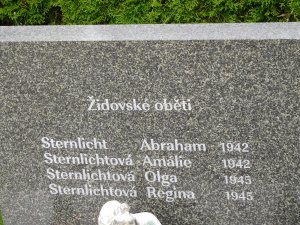 Židovské oběti
Sternlicht Abraham 1942
Sternlichtová Amálie 1942
Sternlichtová Olga 1945
Sternlichtová Regina 1945